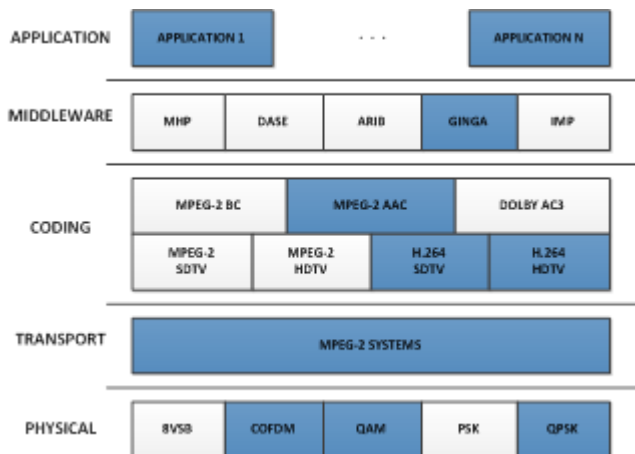 APPLICATION
APPLICATION 1
. . .
APPLICATION N
MIDDLEWARE
MHP
DASE
ARIB
GINGA
IMP
CODING
MPEG-2 BC
MPEG-2 AAC
DOLBY AC3
MPEG-2
SDTV
MPEG-2
HDTV
H.264
SDTV
H.264
HDTV
TRANSPORT
MPEG-2 SYSTEMS
PHYSICAL
8VSB
COFDM
QAM
PSK
QPSK